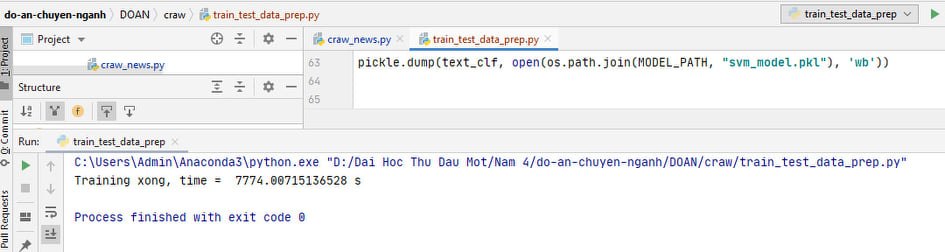 do-an-chuyen-nganh > DOAN > craw > train_test_data_prep.py
train_test_data_prep
1: Project
Project
craw_news.py
train_test_data_prep.py
craw_news.py
Structure
63 pickle.dump(text_clf, open(os.path.join(MODEL_PATH, "svm_model.pkl"), 'wb'))
64
65
Commit
Pull Requests
Run: train_test_data_prep
C:\Users\Admin\Anaconda3\python.exe "D:/Dai Hoc Thu Dau Mot/Nam 4/do-an-chuyen-nganh/DOAN/craw/train_test_data_prep.py"
Training xong, time = 7774.00715136528 s
Process finished with exit code 0